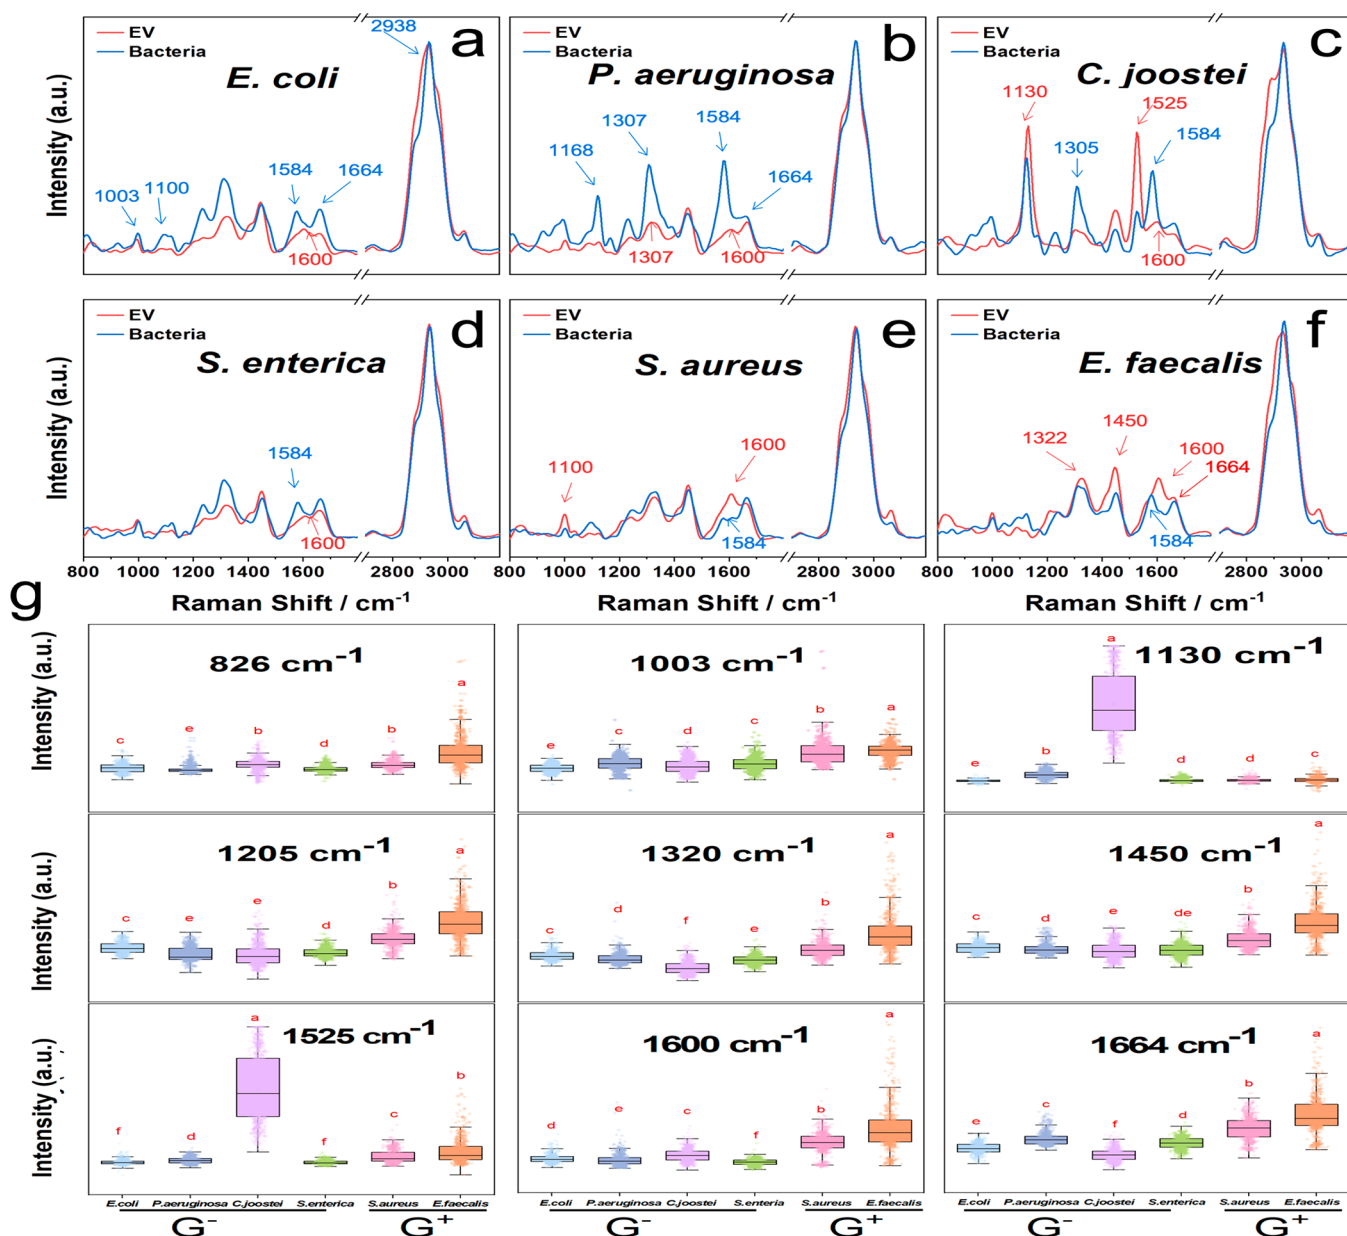 EV
Bacteria
2938
a
E. coli
1003
1100
1584
1664
1600
Intensity (a.u.)
EV
Bacteria
b
P. aeruginosa
1168
1307
1584
1664
1307
1600
EV
Bacteria
c
C. joostei
1130
1305
1525
1584
1600
EV
Bacteria
d
S. enterica
1584
1600
Intensity (a.u.)
800 1000 1200 1400 1600 2800 3000
Raman Shift / cm⁻¹
EV
Bacteria
e
S. aureus
1100
1600
1584
800 1000 1200 1400 1600 2800 3000
Raman Shift / cm⁻¹
EV
Bacteria
f
E. faecalis
1322
1450
1600
1664
1584
800 1000 1200 1400 1600 2800 3000
Raman Shift / cm⁻¹
g
Intensity (a.u.)
826 cm⁻¹
c e b d b a
1003 cm⁻¹
e c d c b a
1130 cm⁻¹
e b a d d c
Intensity (a.u.)
1205 cm⁻¹
c e e d b a
1320 cm⁻¹
c d f e b a
1450 cm⁻¹
c d e de b a
Intensity (a.u.)
1525 cm⁻¹
f d a f c b
1600 cm⁻¹
d e c f b a
1664 cm⁻¹
e c f d b a
E.coli P.aeruginosa C.joostei S.enterica S.aureus E.faecalis
G⁻ G⁺
E.coli P.aeruginosa C.joostei S.enteria S.aureus E.faecalis
G⁻ G⁺
E.coli P.aeruginosa C.joostei S.enterica S.aureus E.faecalis
G⁻ G⁺